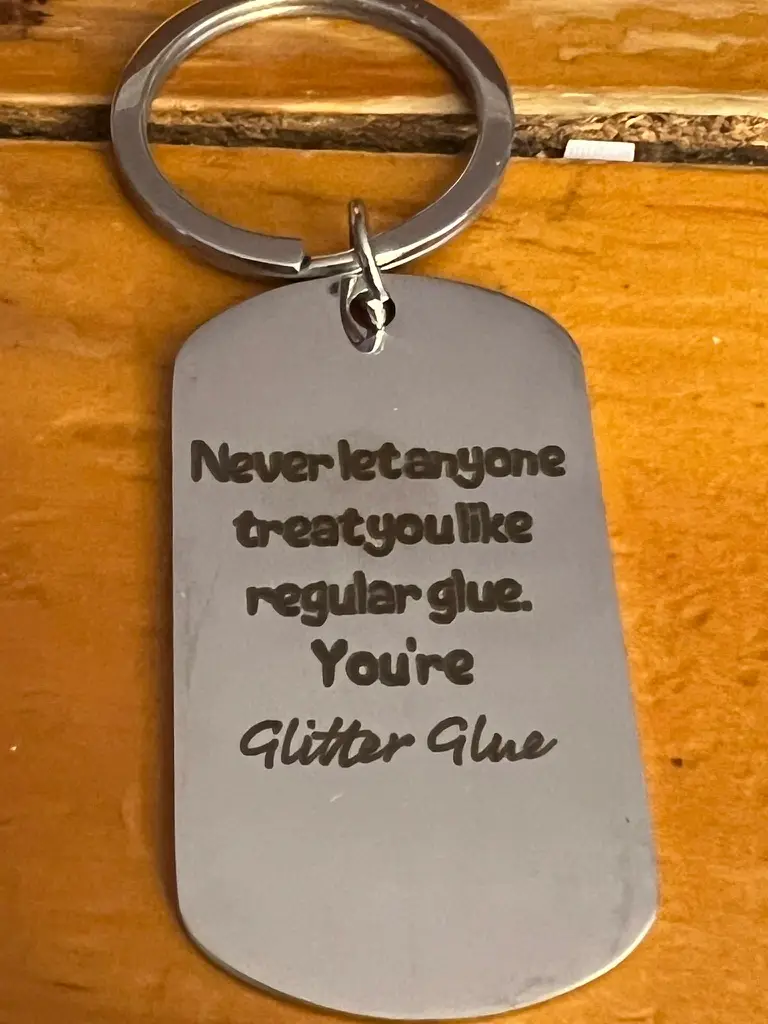 Never let anyone
treat you like
regular glue.
You're
Glitter Glue